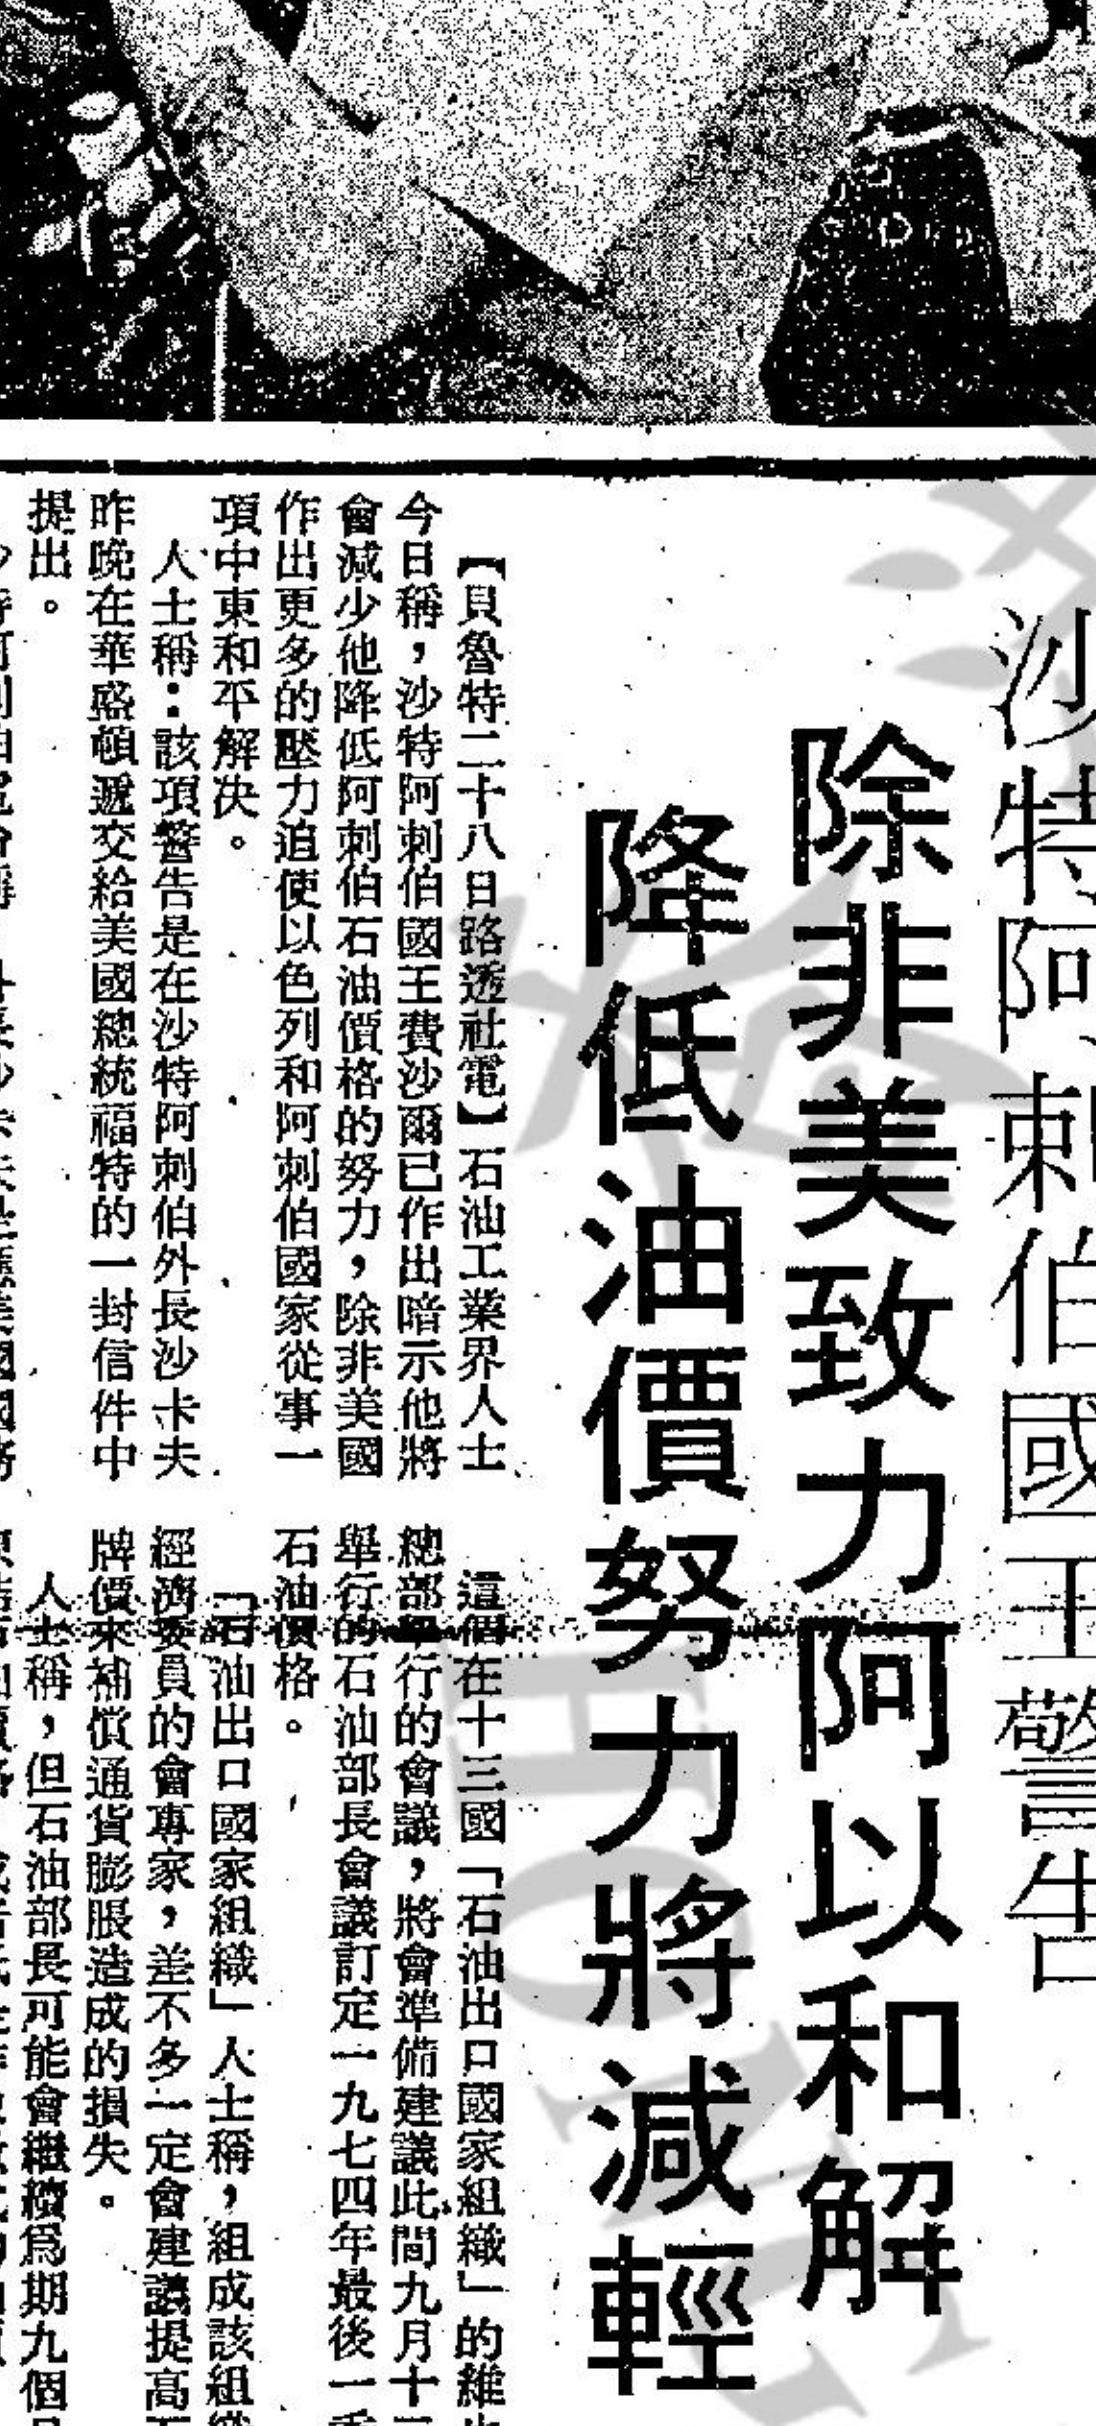 沙特阿剌伯國王警告
除非美致力阿以和解
降低油價努力將減輕
【貝魯特二十八日路透社電】石油工業界人士
今日稱，沙特阿剌伯國王費沙爾已作出暗示他將
會減少他降低阿剌伯石油價格的努力，除非美國
作出更多的壓力迫使以色列和阿剌伯國家從事一
項中東和平解决。
人士稱：該項警告是在沙特阿剌伯外長沙卡夫
昨晚在華盛頓遞交給美國總統福特的一封信件中
提出。
這個在十三國「石油出口國家組織」的維
總部舉行的會議，將會準備建議此間九月十
舉行的石油部長會議訂定一九七四年最後一
石油價格。
「石油出口國家組織」人士稱，組成該組
經濟委員的會專家，差不多一定會建議提高
牌價來補償通貨膨脹造成的損失。
人士稱，但石油部長可能會繼續爲期九個